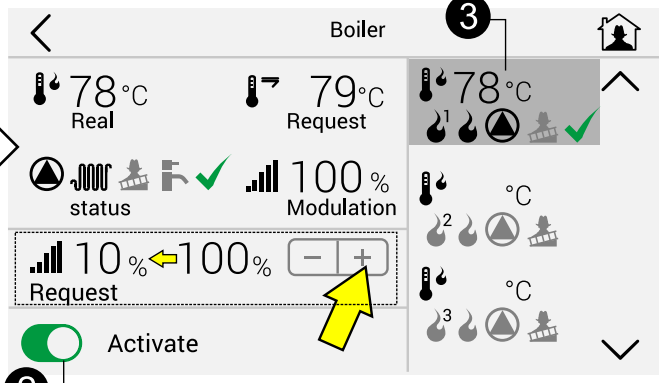 Boiler
3
78°C
Real
79°C
Request
status
100 %
Modulation
10 % 100 %
− +
Request
Activate
78°C
1
°C
2
°C
3